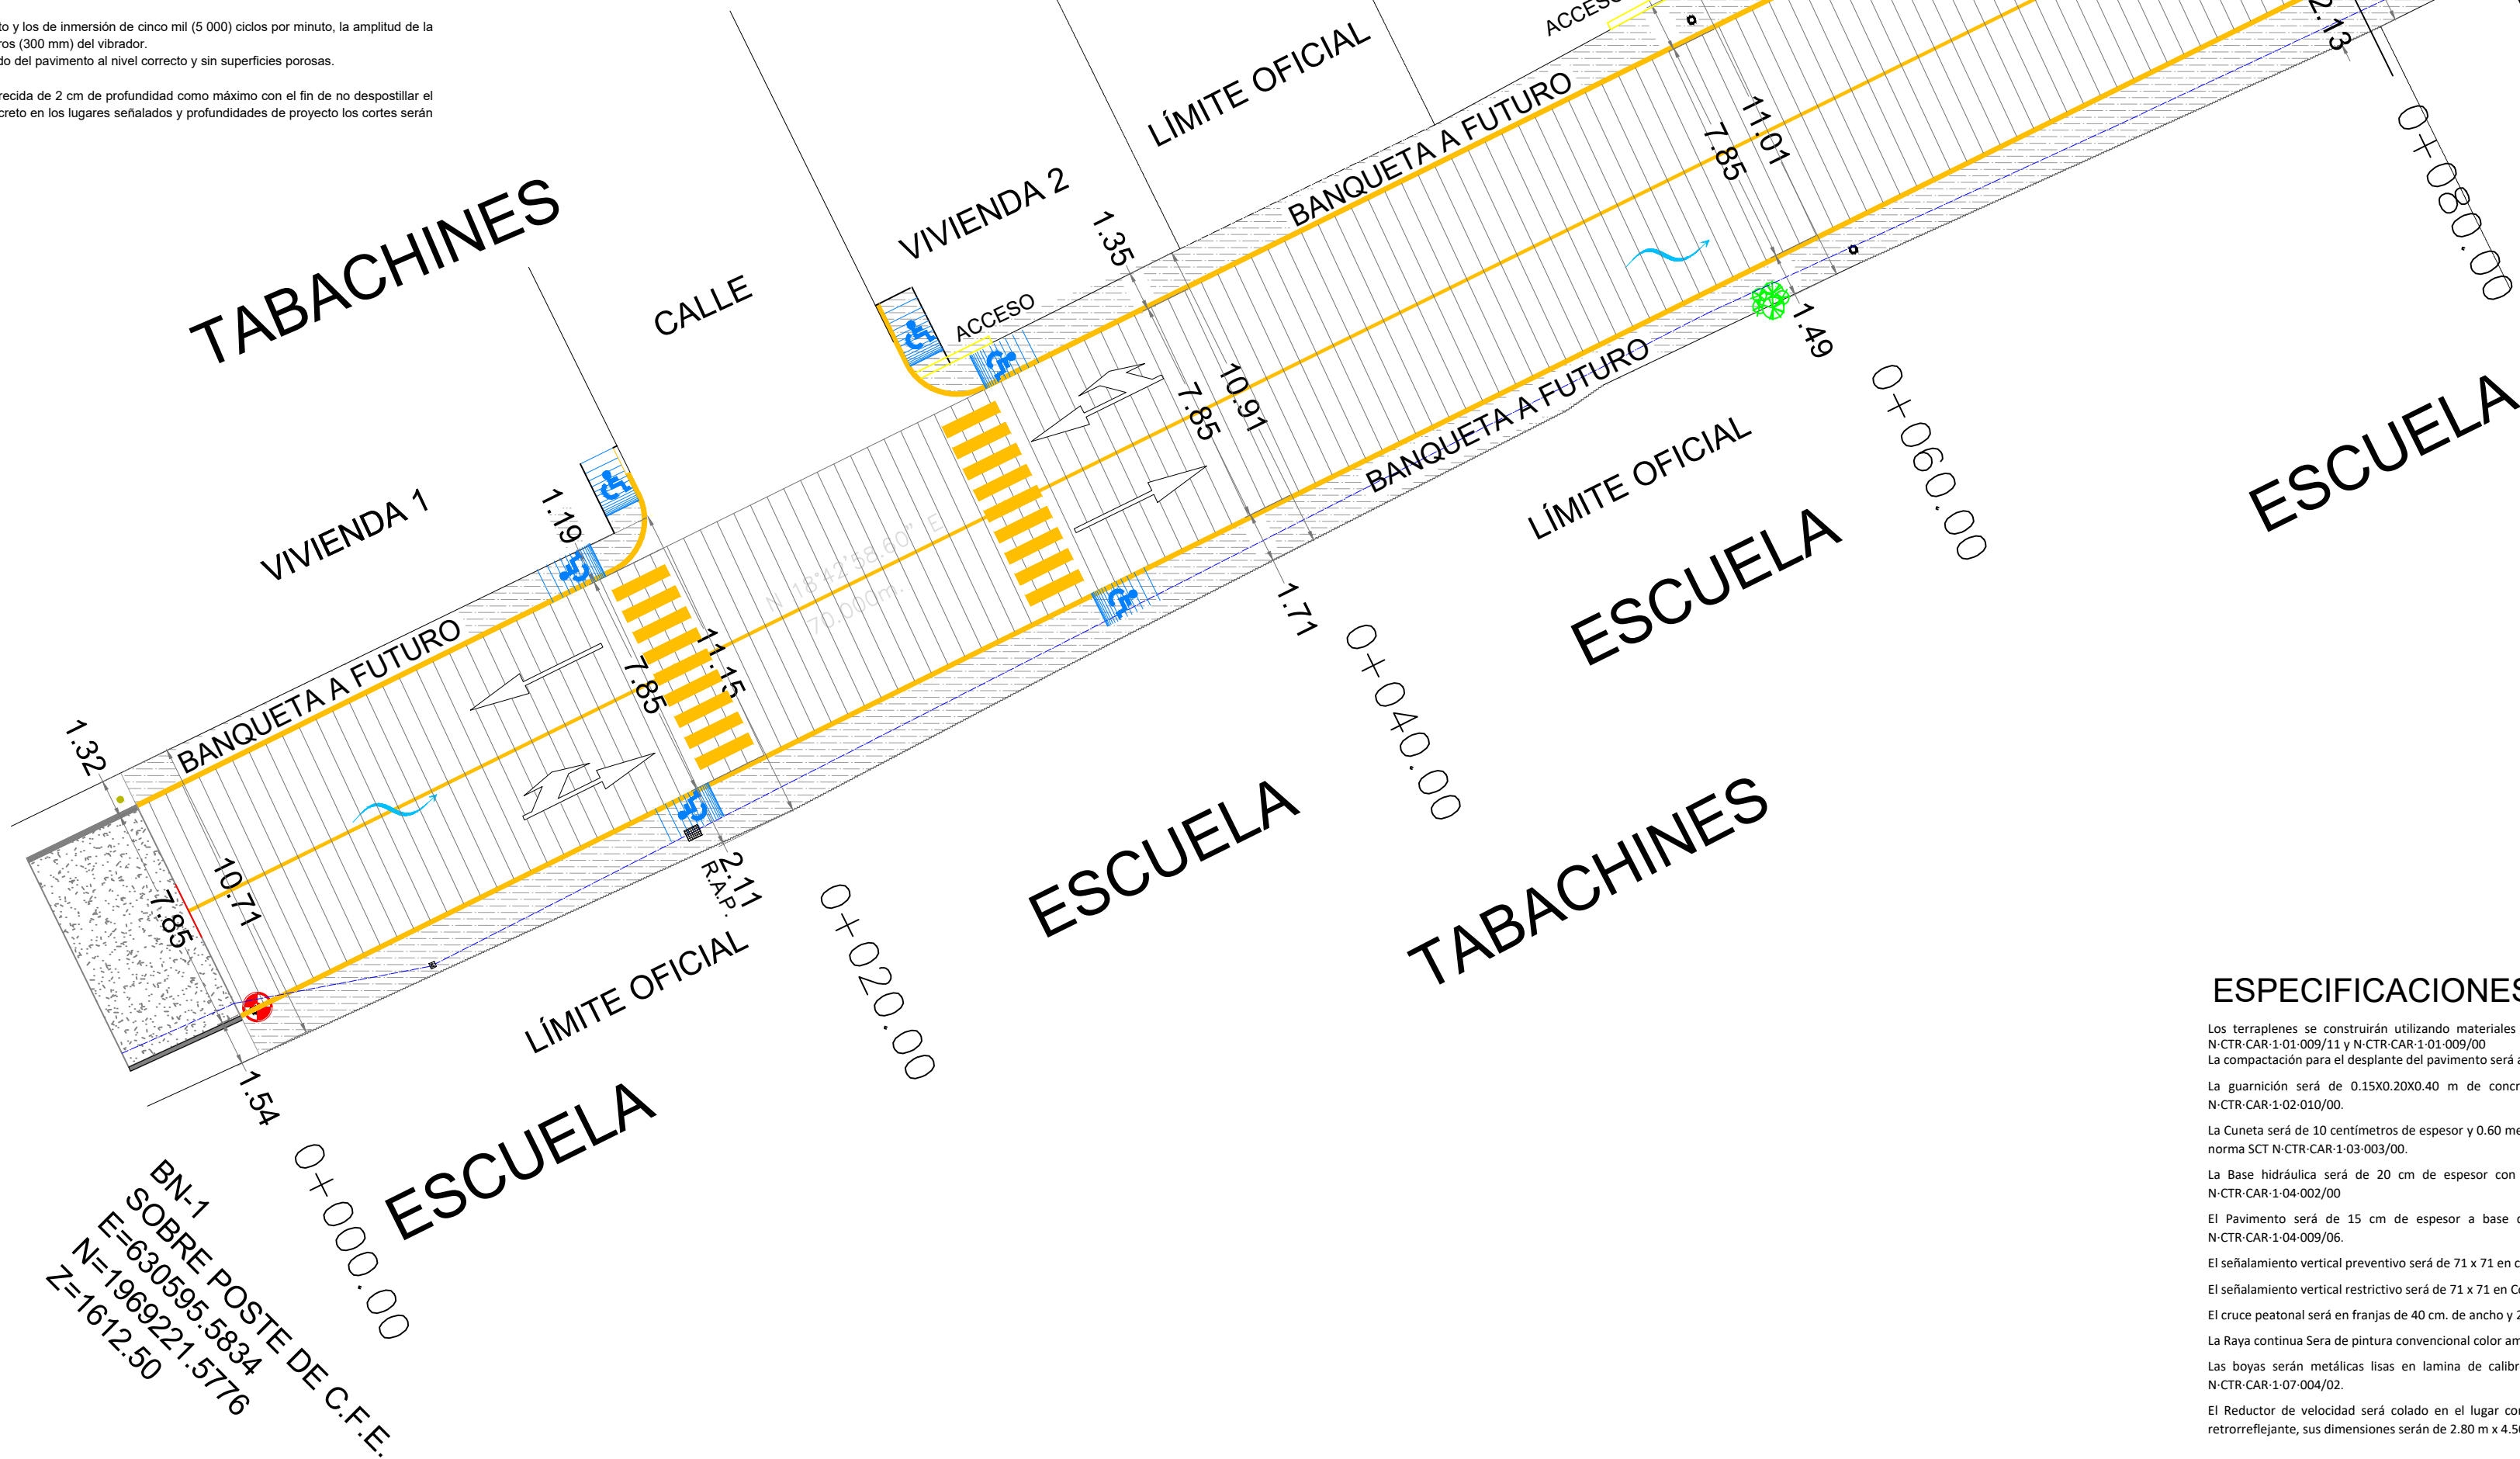 to y los de inmersión de cinco mil (5 000) ciclos por minuto, la amplitud de la
ros (300 mm) del vibrador.
do del pavimento al nivel correcto y sin superficies porosas.
recida de 2 cm de profundidad como máximo con el fin de no despostillar el
creto en los lugares señalados y profundidades de proyecto los cortes serán
TABACHINES
CALLE
VIVIENDA 2
LÍMITE OFICIAL
ACCESO
2.13
0+080.00
BANQUETA A FUTURO
11.01
7.85
1.35
ACCESO
10.91
7.85
1.49
0+060.00
BANQUETA A FUTURO
LÍMITE OFICIAL
ESCUELA
ESCUELA
VIVIENDA 1
1.19
N 18°42'58.60" E
70.000m.
1.71
0+040.00
BANQUETA A FUTURO
11.15
7.85
1.32
10.71
7.85
2.11
R.A.P.
0+020.00
ESCUELA
TABACHINES
LÍMITE OFICIAL
1.54
0+000.00
ESCUELA
BN-1
SOBRE POSTE DE C.F.E.
E=630595.5834
N=1969221.5776
Z=1612.50
ESPECIFICACIONES
Los terraplenes se construirán utilizando materiales
N·CTR·CAR·1·01·009/11 y N·CTR·CAR·1·01·009/00
La compactación para el desplante del pavimento será a
La guarnición será de 0.15X0.20X0.40 m de concr
N·CTR·CAR·1·02·010/00.
La Cuneta será de 10 centímetros de espesor y 0.60 me
norma SCT N·CTR·CAR·1·03·003/00.
La Base hidráulica será de 20 cm de espesor con
N·CTR·CAR·1·04·002/00
El Pavimento será de 15 cm de espesor a base
N·CTR·CAR·1·04·009/06.
El señalamiento vertical preventivo será de 71 x 71 en c
El señalamiento vertical restrictivo será de 71 x 71 en C
El cruce peatonal será en franjas de 40 cm. de ancho y 2
La Raya continua Sera de pintura convencional color am
Las boyas serán metálicas lisas en lamina de calibr
N·CTR·CAR·1·07·004/02.
El Reductor de velocidad será colado en el lugar con
retrorreflejante, sus dimensiones serán de 2.80 m x 4.50